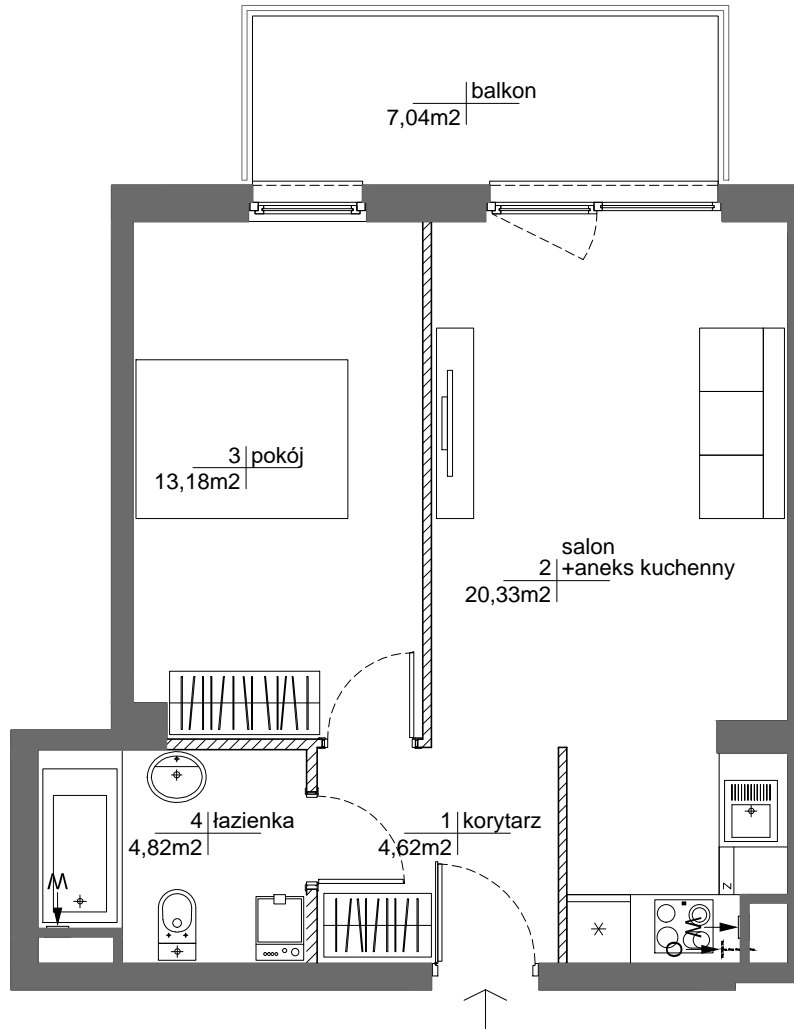 balkon
7,04m2
3 pokój
13,18m2
salon
2 +aneks kuchenny
20,33m2
4 łazienka
4,82m2
1 korytarz
4,62m2
Z
W
W
O